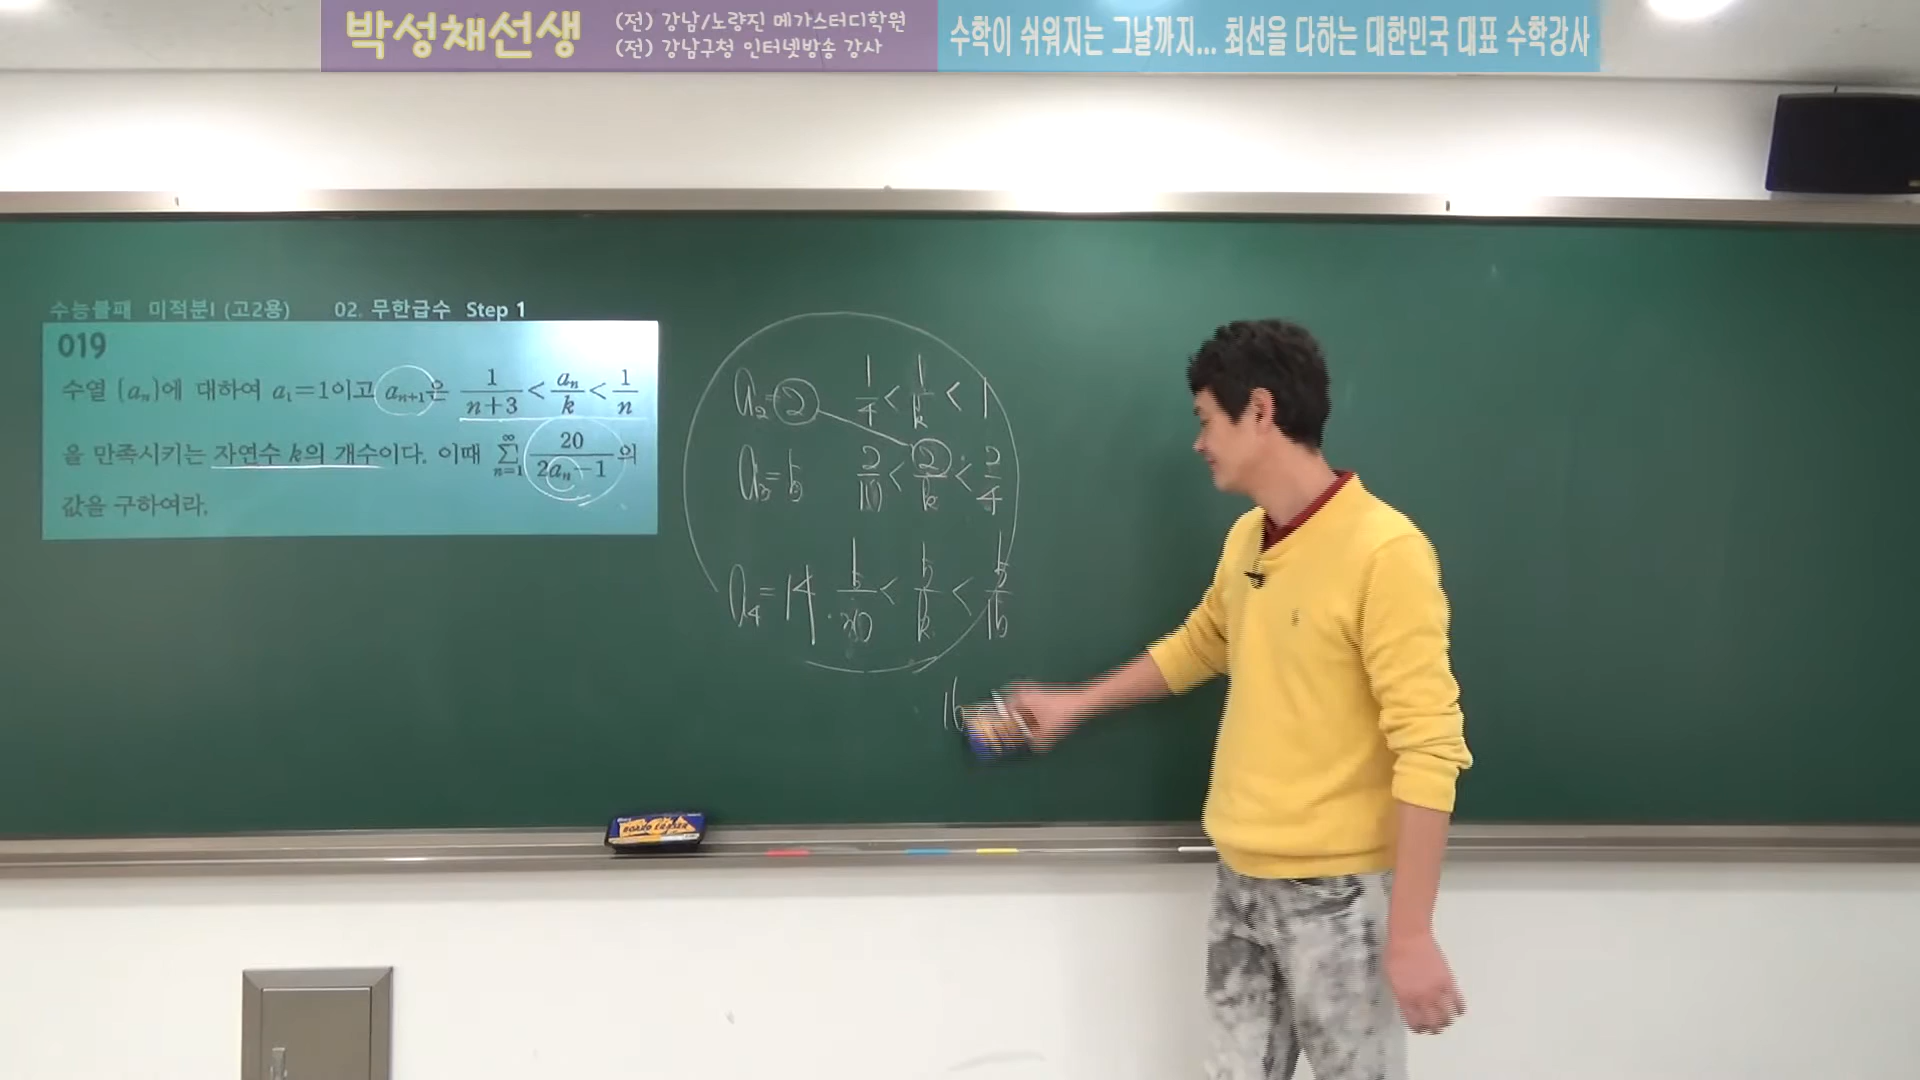 박성채선생
(전) 강남/노량진 메가스터디학원
(전) 강남구청 인터넷방송 강사
수학이 쉬워지는 그날까지... 최선을 다하는 대한민국 대표 수학강사
수능불패 미적분I (고2용) 02. 무한급수 Step 1
019
수열 {aₙ}에 대하여 a₁=1이고 aₙ₊₁은 1/(n+3) < aₙ/k < 1/n
을 만족시키는 자연수 k의 개수이다. 이때 ∑_{n=1}^{∞} 20/(2aₙ-1)의
값을 구하여라.
a₂=2 1/4 < 1/k < 1
a₃=5 2/10 < 2/k < 2/4
a₄=14 5/30 < 5/k < 5/15
BOARD ERASER